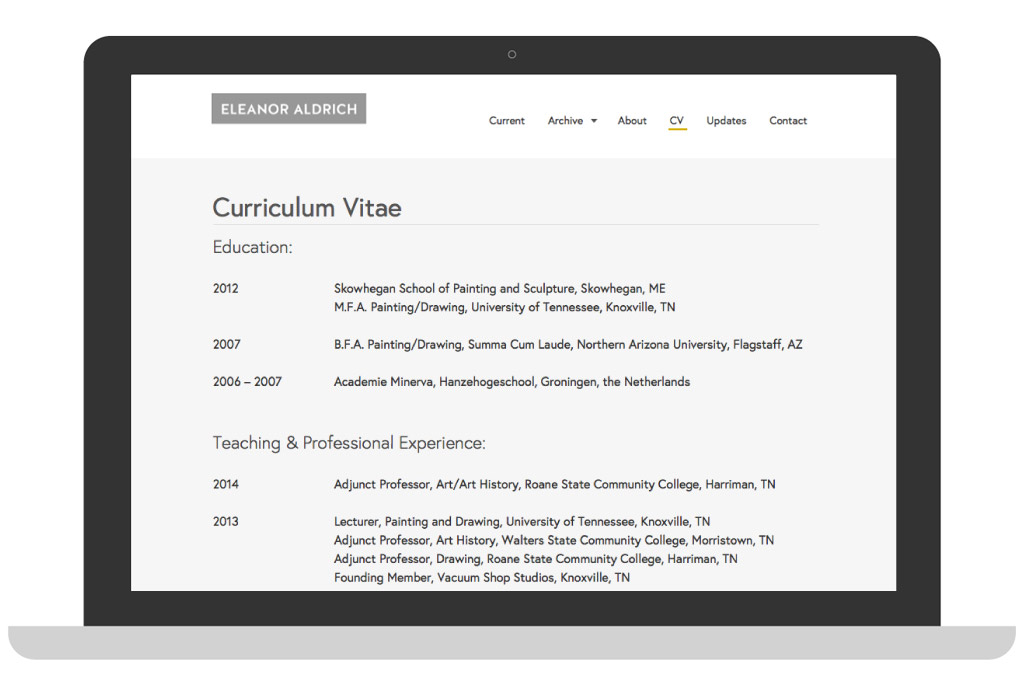 ELEANOR ALDRICH
Current Archive About CV Updates Contact
Curriculum Vitae
Education:
2012 Skowhegan School of Painting and Sculpture, Skowhegan, ME
M.F.A. Painting/Drawing, University of Tennessee, Knoxville, TN
2007 B.F.A. Painting/Drawing, Summa Cum Laude, Northern Arizona University, Flagstaff, AZ
2006 – 2007 Academie Minerva, Hanzehogeschool, Groningen, the Netherlands
Teaching & Professional Experience:
2014 Adjunct Professor, Art/Art History, Roane State Community College, Harriman, TN
2013 Lecturer, Painting and Drawing, University of Tennessee, Knoxville, TN
Adjunct Professor, Art History, Walters State Community College, Morristown, TN
Adjunct Professor, Drawing, Roane State Community College, Harriman, TN
Founding Member, Vacuum Shop Studios, Knoxville, TN